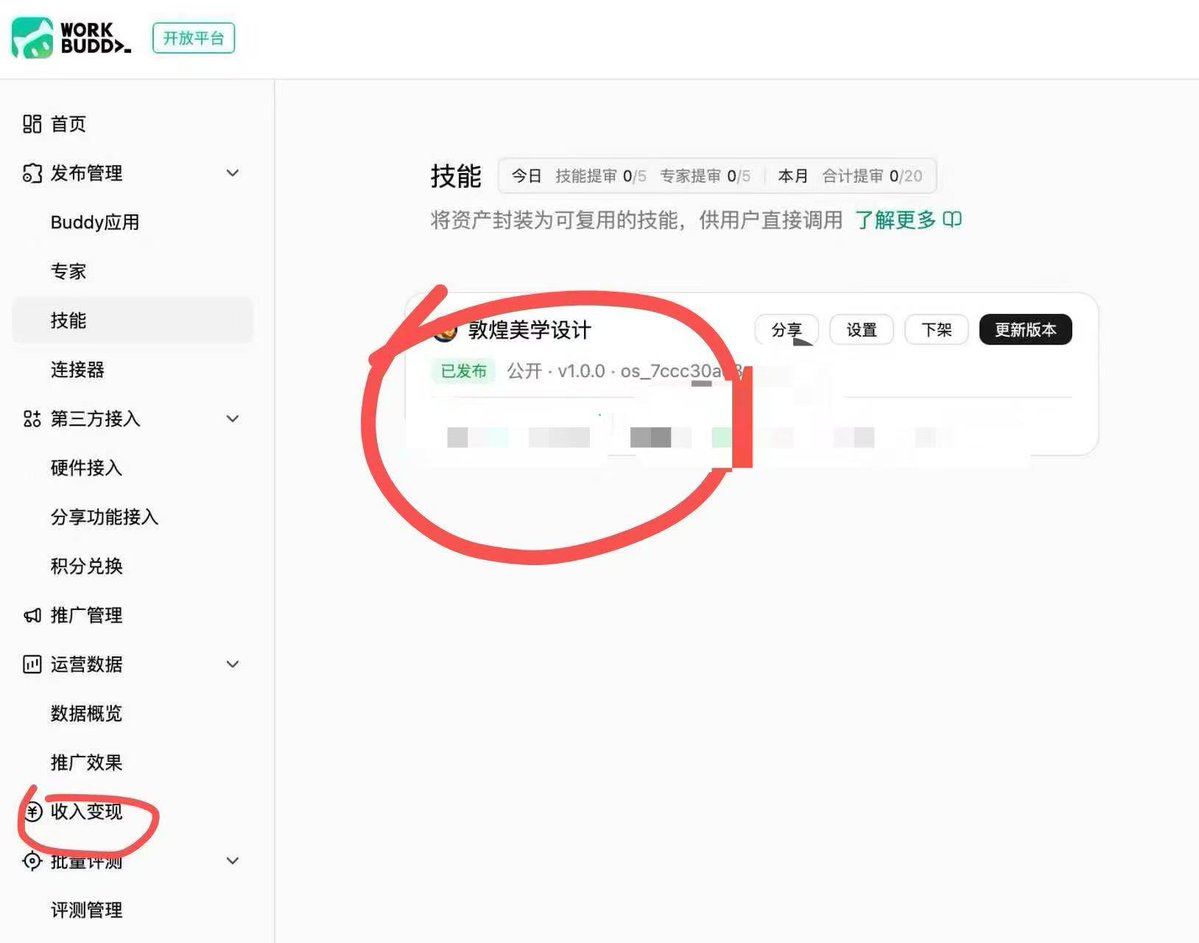 WORK
BUDD>_
开放平台
首页
发布管理
Buddy应用
专家
技能
连接器
第三方接入
硬件接入
分享功能接入
积分兑换
推广管理
运营数据
数据概览
推广效果
收入变现
批量评测
评测管理
技能 今日 技能提审 0/5 专家提审 0/5 本月 合计提审 0/20
将资产封装为可复用的技能，供用户直接调用 了解更多
敦煌美学设计 分享 设置 下架 更新版本
已发布 公开 · v1.0.0 · os_7ccc30a